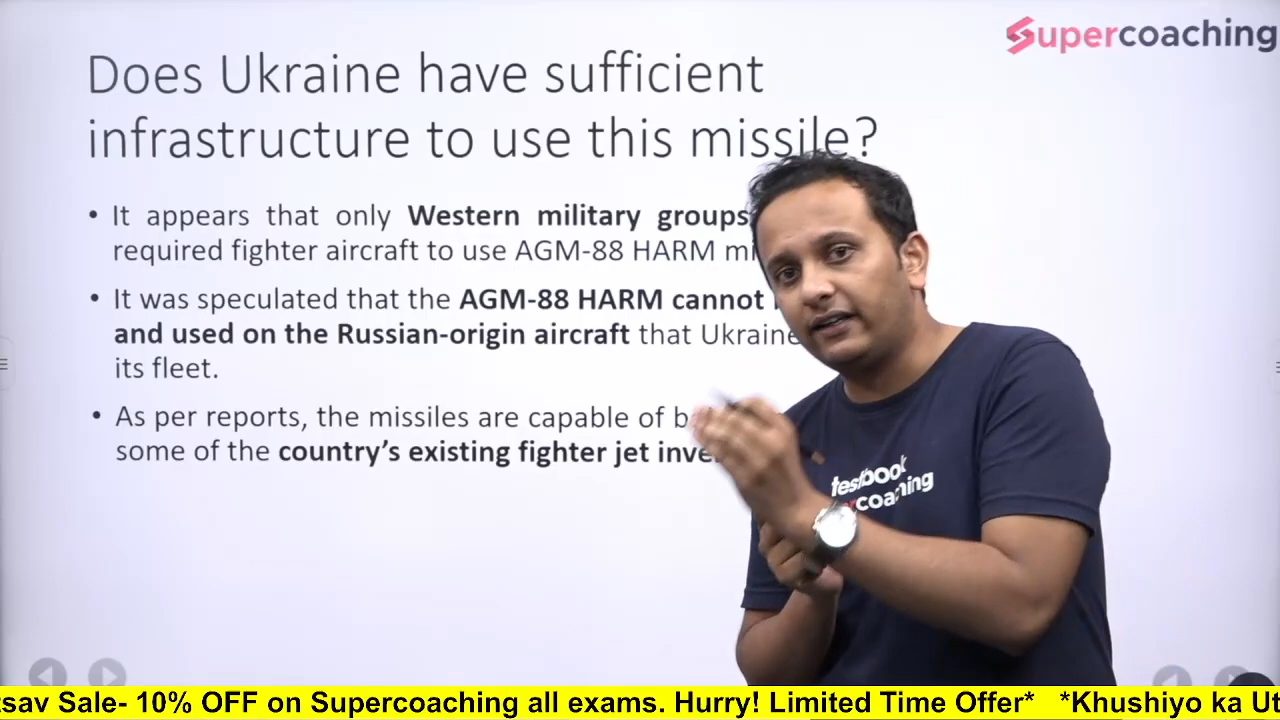 Supercoaching
Does Ukraine have sufficient
infrastructure to use this missile?
• It appears that only Western military groups
required fighter aircraft to use AGM-88 HARM
• It was speculated that the AGM-88 HARM cannot
and used on the Russian-origin aircraft that Ukraine
its fleet.
• As per reports, the missiles are capable of
some of the country's existing fighter jet
testbook
coaching
Sale- 10% OFF on Supercoaching all exams. Hurry! Limited Time Offer* *Khushiyo ka